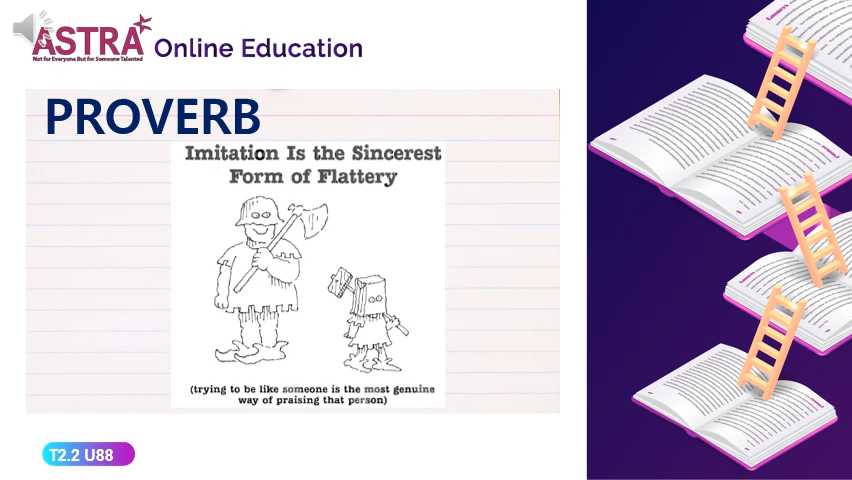 ASTRA
Not for Everyone But for Someone Talented
Online Education
PROVERB
Imitation Is the Sincerest
Form of Flattery
(trying to be like someone is the most genuine
way of praising that person)
T2.2 U88